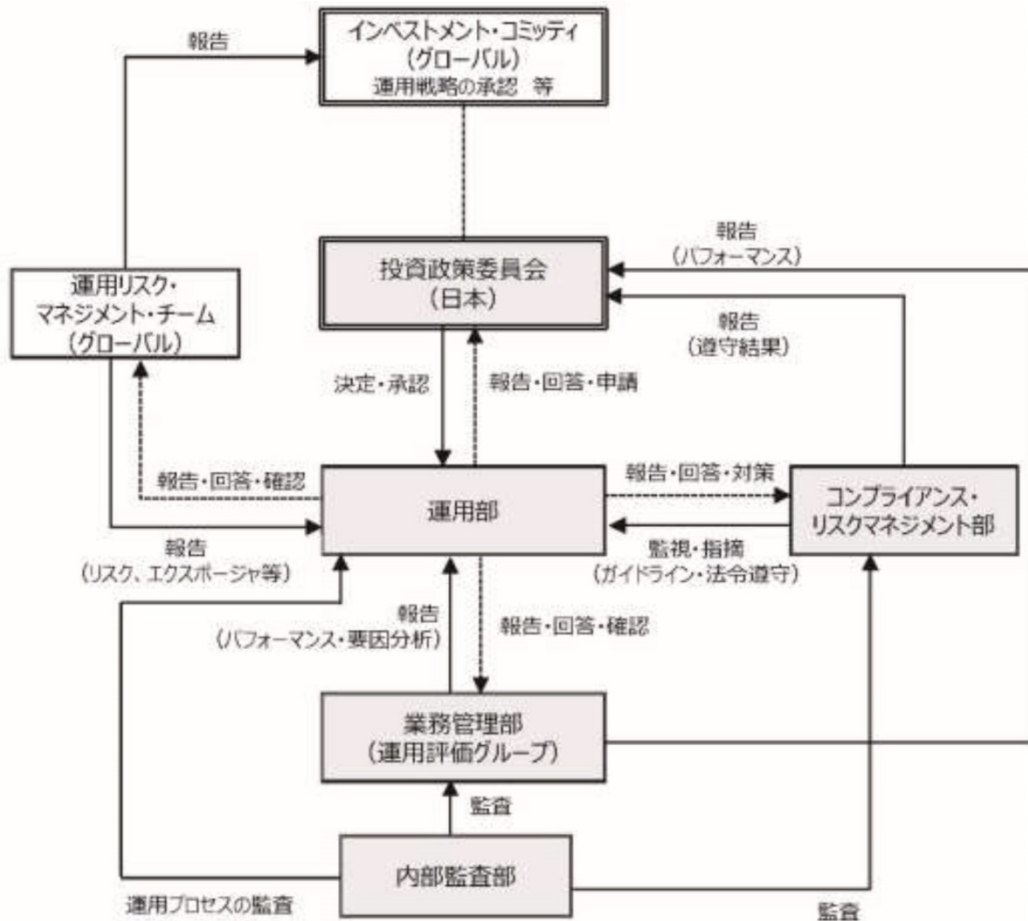 インベストメント・コミッティ
(グローバル)
運用戦略の承認 等
報告
報告
(パフォーマンス)
投資政策委員会
(日本)
運用リスク・
マネジメント・チーム
(グローバル)
報告
(遵守結果)
決定・承認
報告・回答・申請
報告・回答・確認
報告・回答・対策
運用部
コンプライアンス・
リスクマネジメント部
報告
(リスク、エクスポージャ等)
監視・指摘
(ガイドライン・法令遵守)
報告
(パフォーマンス・要因分析)
報告・回答・確認
業務管理部
(運用評価グループ)
監査
内部監査部
運用プロセスの監査
監査